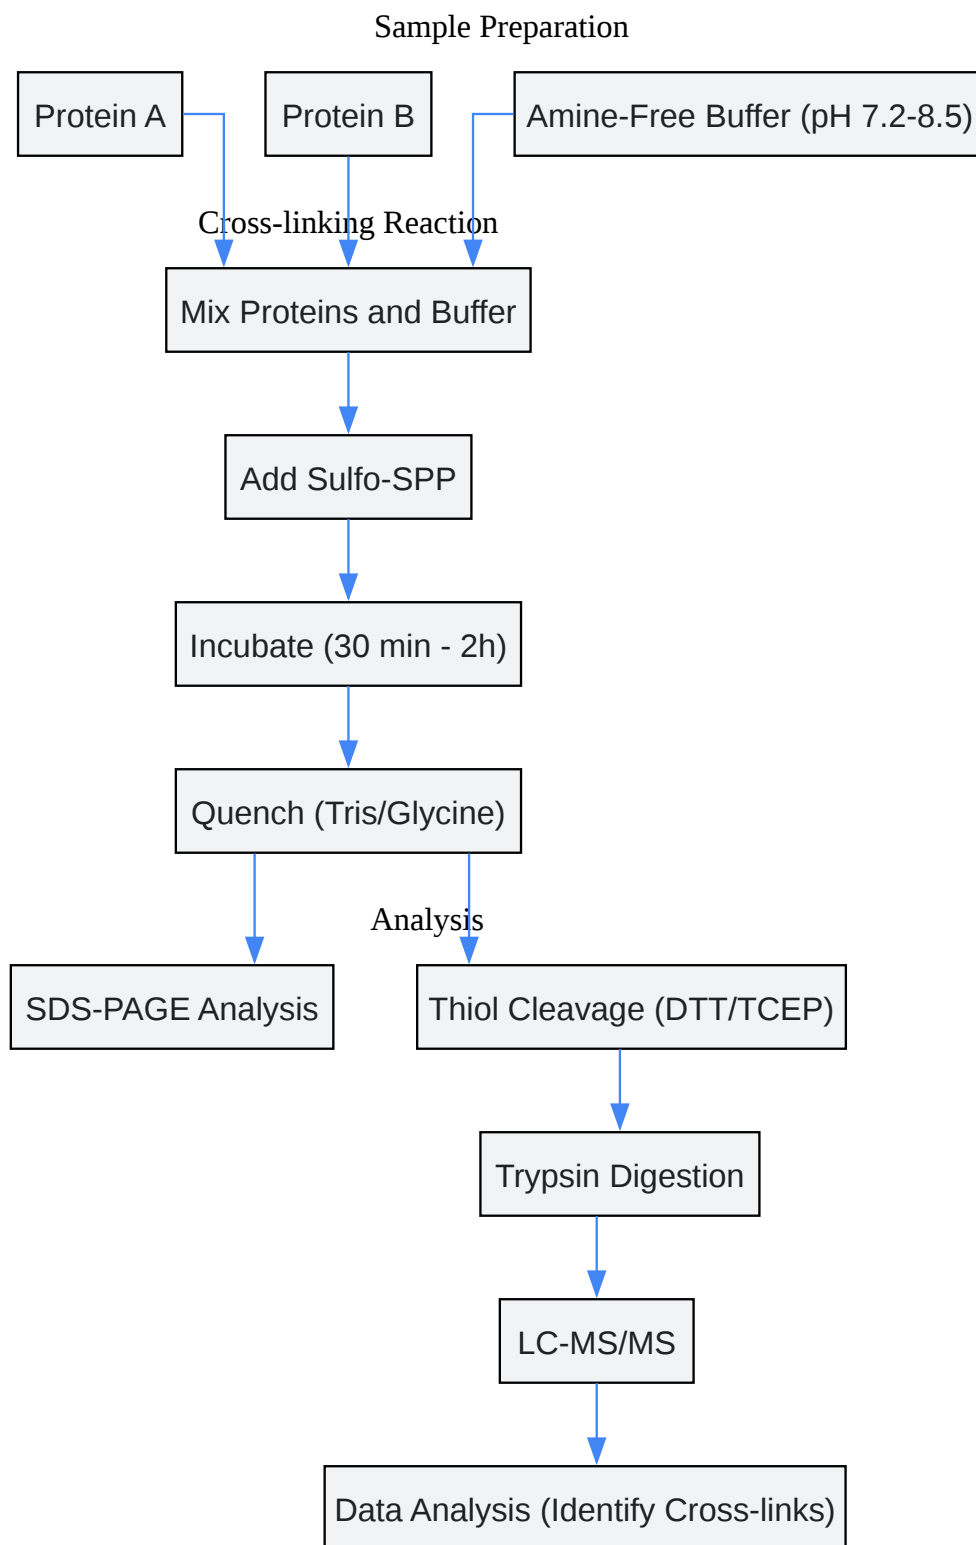 Sample Preparation
Protein A
Protein B
Amine-Free Buffer (pH 7.2-8.5)
Cross-linking Reaction
Mix Proteins and Buffer
Add Sulfo-SPP
Incubate (30 min - 2h)
Quench (Tris/Glycine)
Analysis
SDS-PAGE Analysis
Thiol Cleavage (DTT/TCEP)
Trypsin Digestion
LC-MS/MS
Data Analysis (Identify Cross-links)